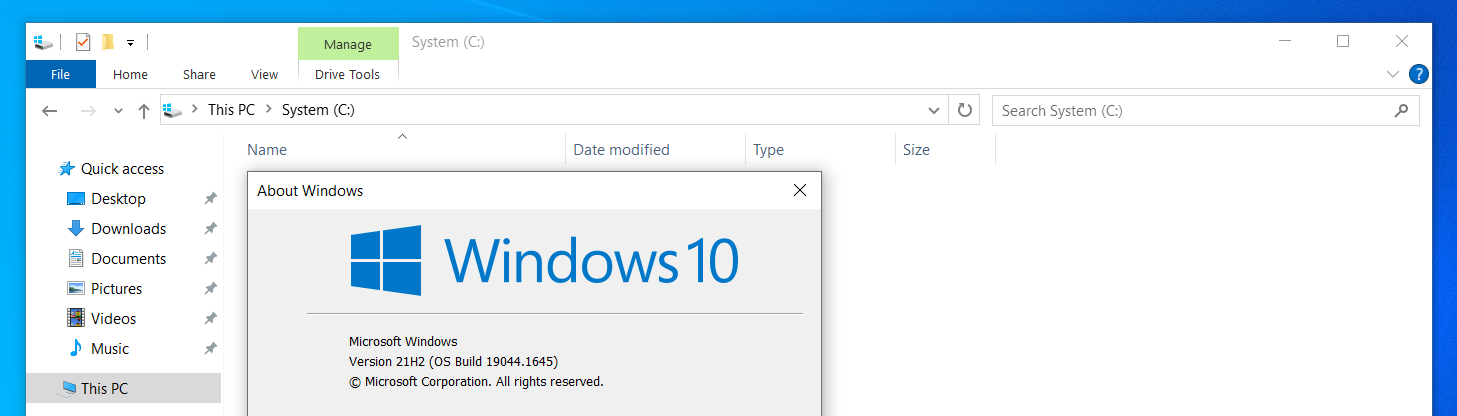 Manage System (C:)
File Home Share View Drive Tools
This PC System (C:) Search System (C:)
Name Date modified Type Size
Quick access
Desktop
Downloads
Documents
Pictures
Videos
Music
This PC
About Windows
Windows 10
Microsoft Windows
Version 21H2 (OS Build 19044.1645)
© Microsoft Corporation. All rights reserved.